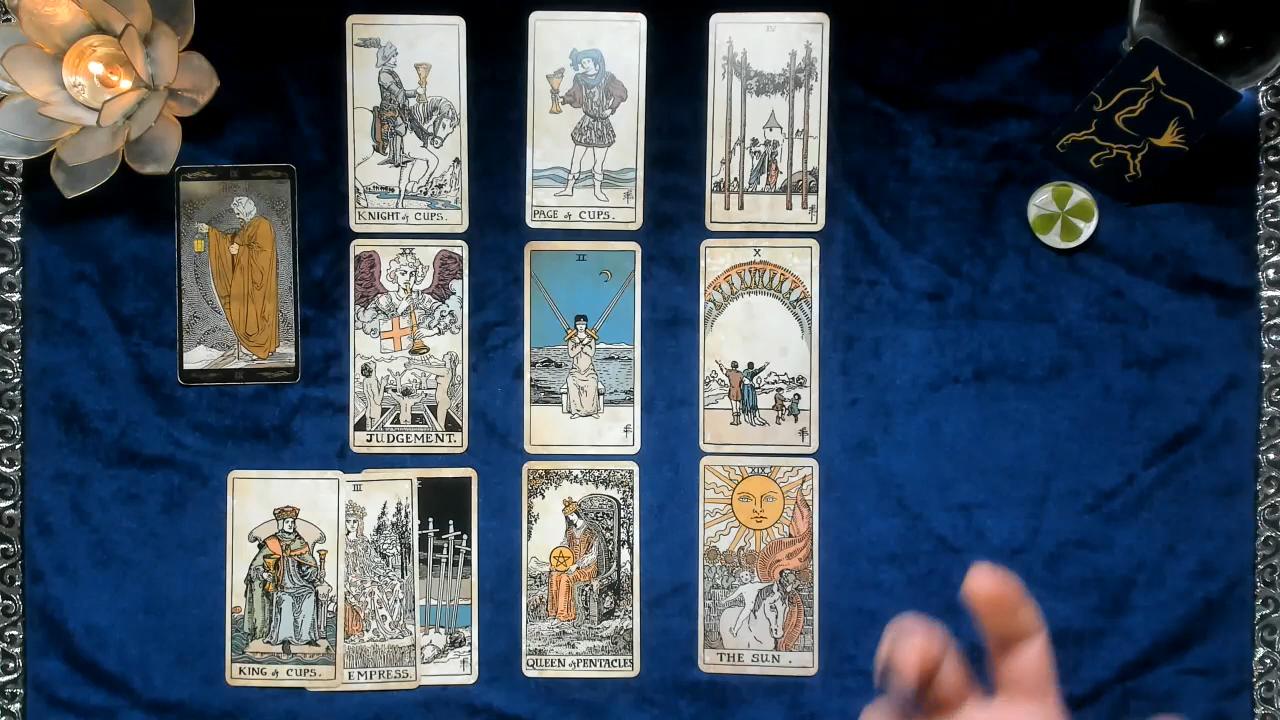 KNIGHT of CUPS.
PAGE of CUPS.
IV
IX
XX
JUDGEMENT.
II
X
KING of CUPS.
III
EMPRESS.
QUEEN of PENTACLES
XIX
THE SUN .